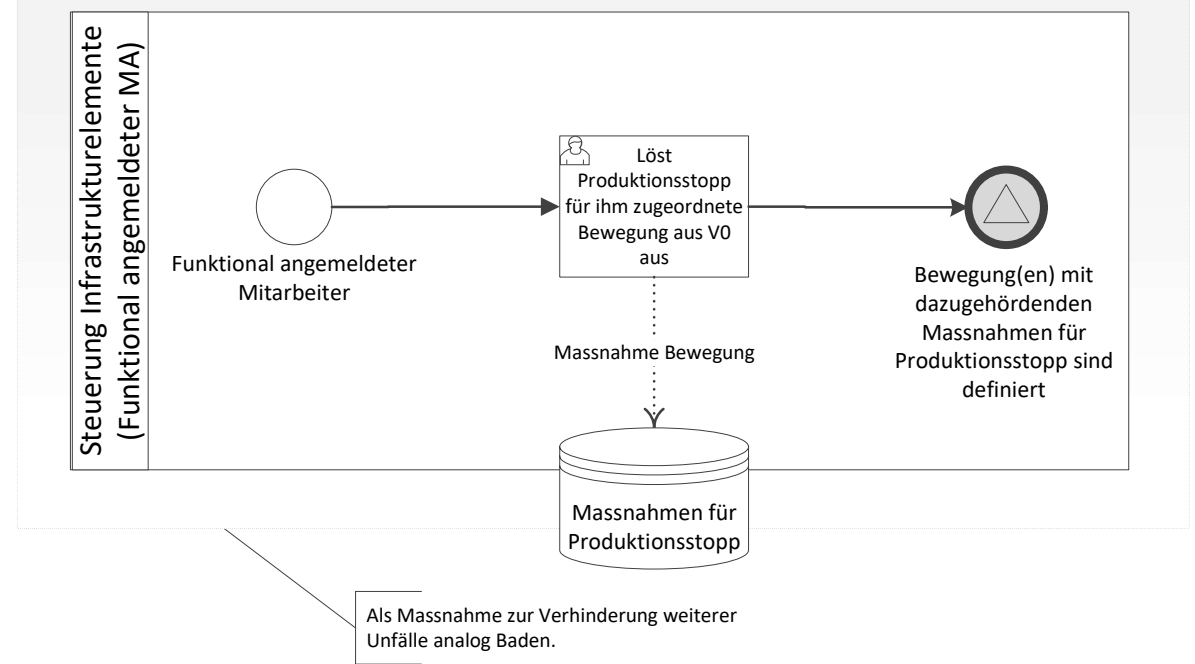 Steuerung Infrastrukturelemente
(Funktional angemeldeter MA)
Funktional angemeldeter
Mitarbeiter
Löst
Produktionsstopp
für ihm zugeordnete
Bewegung aus V0
aus
Bewegung(en) mit
dazugehördenden
Massnahmen für
Produktionsstopp sind
definiert
Massnahme Bewegung
Massnahmen für
Produktionsstopp
Als Massnahme zur Verhinderung weiterer
Unfälle analog Baden.